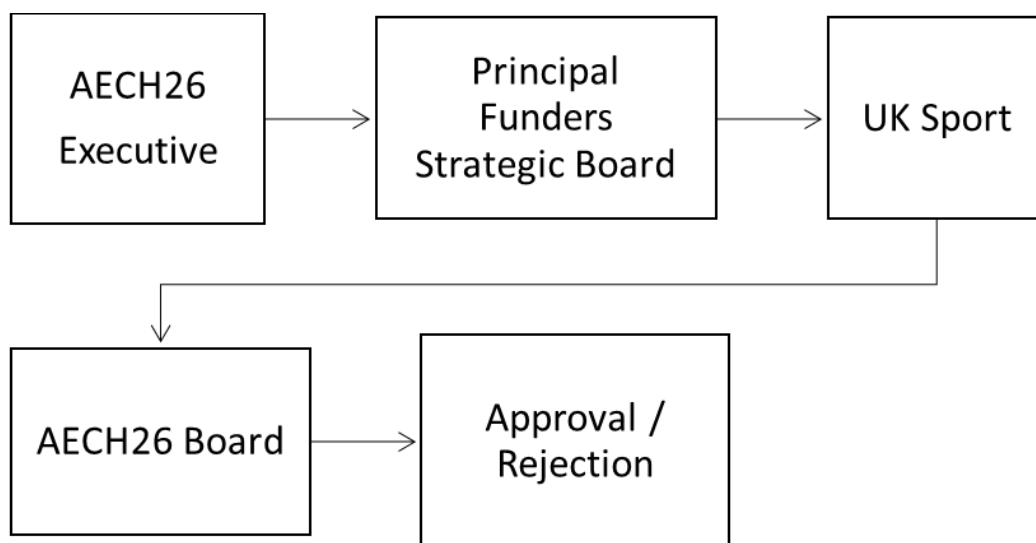 AECH26
Executive
Principal
Funders
Strategic Board
UK Sport
AECH26 Board
Approval /
Rejection